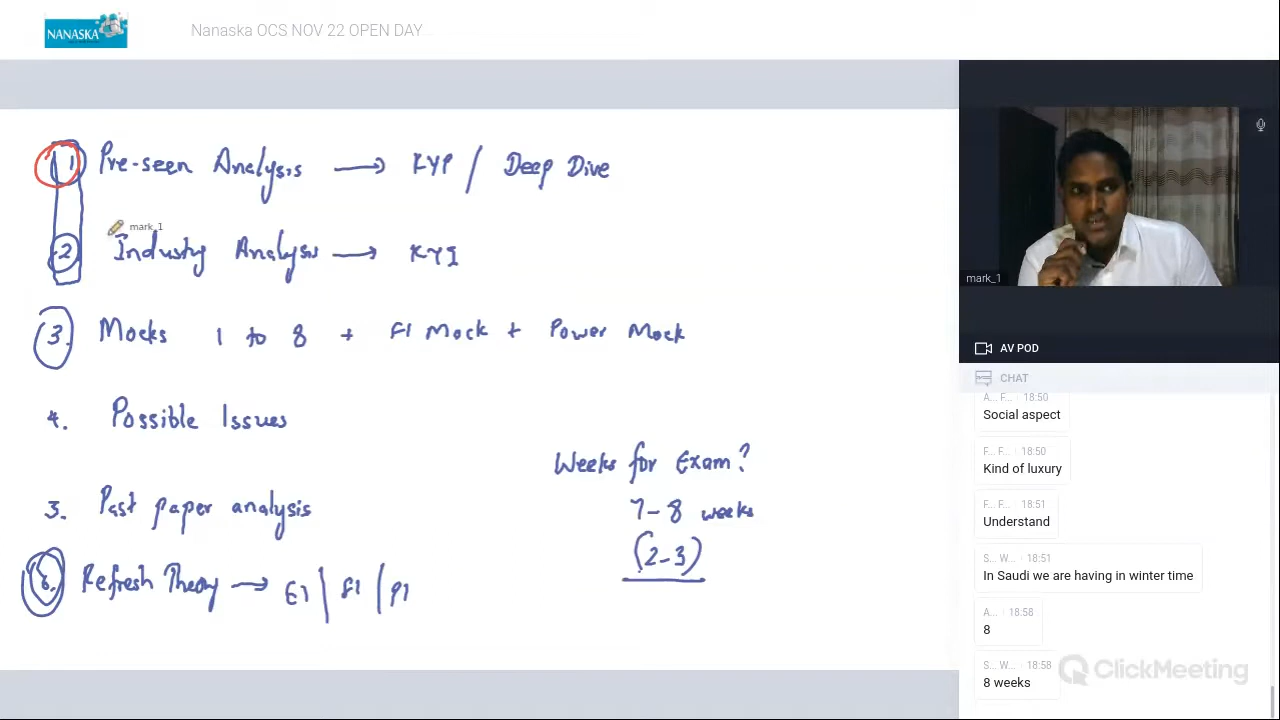 NANASKA
Nanaska OCS NOV 22 OPEN DAY
1 Pre-seen Analysis → KYP / Deep Dive
mark_1
2 Industry Analysis → KYI
3. Mocks 1 to 8 + F1 Mock + Power Mock
4. Possible Issues
Weeks for Exam?
3. Past paper analysis
7-8 weeks
(2-3)
6. Refresh Theory → E1 | F1 | P1
mark_1
AV POD
CHAT
A... F... 18:50
Social aspect
F... F... 18:50
Kind of luxury
F... F... 18:51
Understand
S... W... 18:51
In Saudi we are having in winter time
A... 18:58
8
S... W... 18:58
8 weeks
ClickMeeting